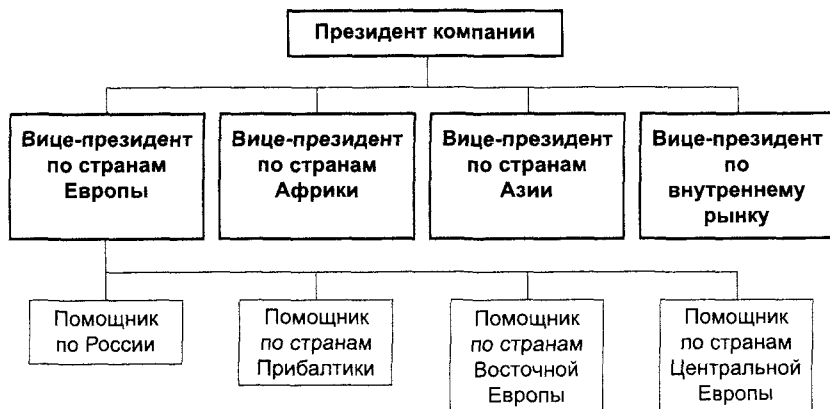 Президент компании
Вице-президент
по странам
Европы
Вице-президент
по странам
Африки
Вице-президент
по странам
Азии
Вице-президент
по
внутреннему
рынку
Помощник
по России
Помощник
по странам
Прибалтики
Помощник
по странам
Восточной
Европы
Помощник
по странам
Центральной
Европы